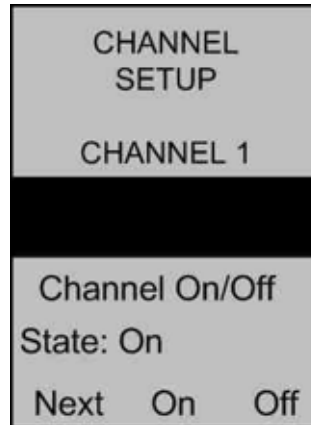 CHANNEL
SETUP
CHANNEL 1
Channel On/Off
State: On
Next On Off